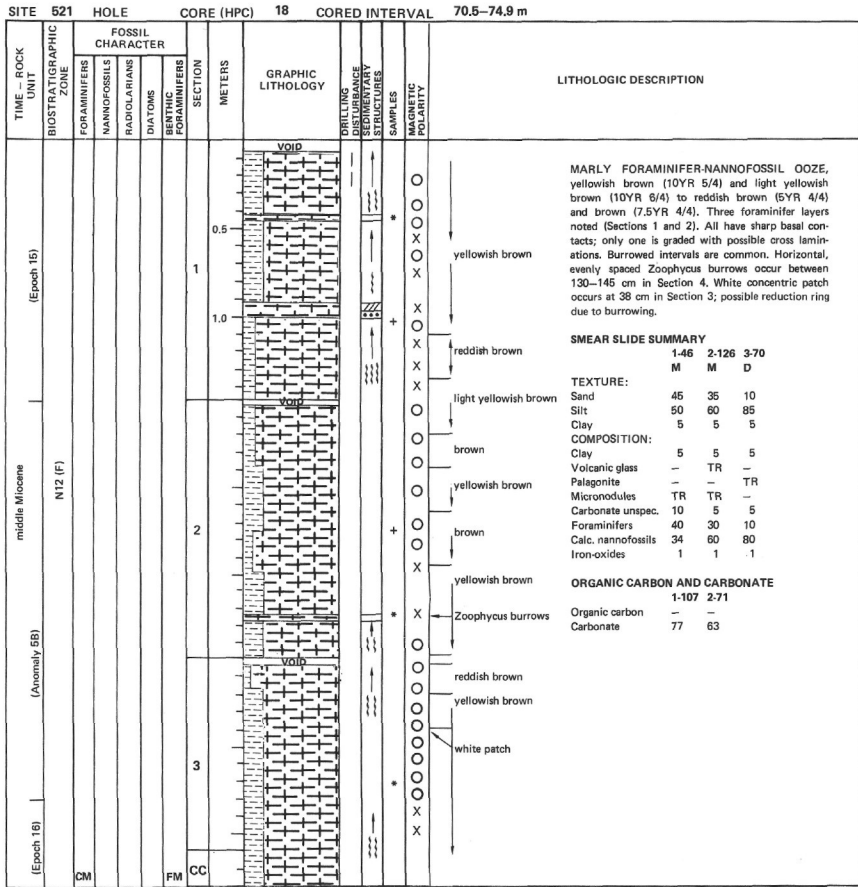 SITE 521 HOLE CORE (HPC) 18 CORED INTERVAL 70.5–74.9 m
TIME – ROCK UNIT
BIOSTRATIGRAPHIC ZONE
FOSSIL CHARACTER
FORAMINIFERS
NANNOFOSSILS
RADIOLARIANS
DIATOMS
BENTHIC FORAMINIFERS
SECTION
METERS
GRAPHIC LITHOLOGY
DRILLING DISTURBANCE
SEDIMENTARY STRUCTURES
SAMPLES
MAGNETIC POLARITY
LITHOLOGIC DESCRIPTION
(Epoch 15)
middle Miocene
(Anomaly 5B)
(Epoch 16)
N12 (F)
CM
FM
1
2
3
CC
0.5
1.0
VOID
VOID
VOID
yellowish brown
reddish brown
light yellowish brown
brown
yellowish brown
brown
yellowish brown
Zoophycus burrows
reddish brown
yellowish brown
white patch
MARLY FORAMINIFER-NANNOFOSSIL OOZE,
yellowish brown (10YR 5/4) and light yellowish
brown (10YR 6/4) to reddish brown (5YR 4/4)
and brown (7.5YR 4/4). Three foraminifer layers
noted (Sections 1 and 2). All have sharp basal con-
tacts; only one is graded with possible cross lamin-
ations. Burrowed intervals are common. Horizontal,
evenly spaced Zoophycus burrows occur between
130–145 cm in Section 4. White concentric patch
occurs at 38 cm in Section 3; possible reduction ring
due to burrowing.
SMEAR SLIDE SUMMARY
1-46 2-126 3-70
M M D
TEXTURE:
Sand 45 35 10
Silt 50 60 85
Clay 5 5 5
COMPOSITION:
Clay 5 5 5
Volcanic glass – TR –
Palagonite – – TR
Micronodules TR TR –
Carbonate unspec. 10 5 5
Foraminifers 40 30 10
Calc. nannofossils 34 60 80
Iron-oxides 1 1 1
ORGANIC CARBON AND CARBONATE
1-107 2-71
Organic carbon – –
Carbonate 77 63